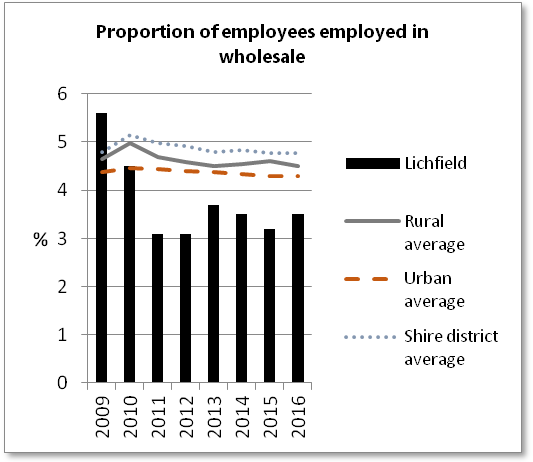 Proportion of employees employed in
wholesale
6
5
4
3
2
1
0
%
2009
2010
2011
2012
2013
2014
2015
2016
Lichfield
Rural
average
Urban
average
Shire district
average